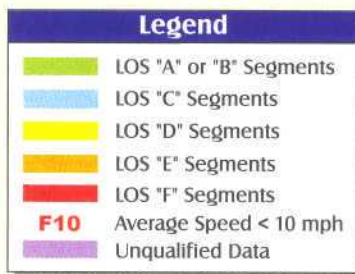 Legend
LOS "A" or "B" Segments
LOS "C" Segments
LOS "D" Segments
LOS "E" Segments
LOS "F" Segments
F10 Average Speed < 10 mph
Unqualified Data